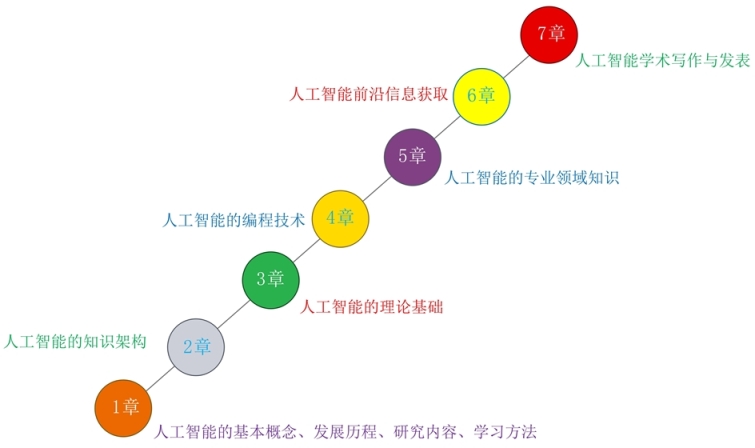 7章
人工智能学术写作与发表
人工智能前沿信息获取
6章
5章
人工智能的专业领域知识
人工智能的编程技术
4章
3章
人工智能的理论基础
人工智能的知识架构
2章
1章
人工智能的基本概念、发展历程、研究内容、学习方法